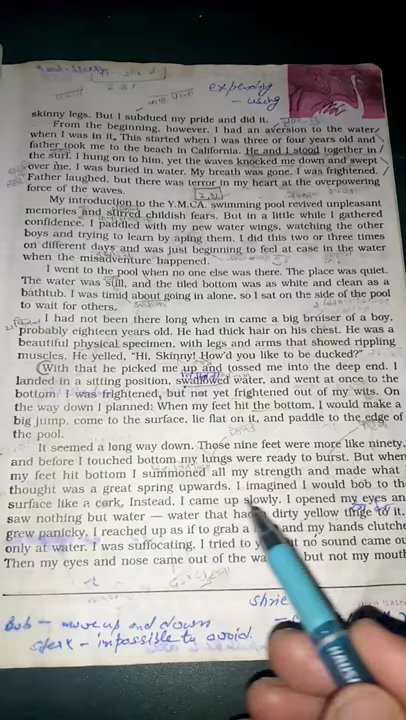 expending
- using
skinny legs. But I subdued my pride and did it.
From the beginning, however, I had an aversion to the water
when I was in it. This started when I was three or four years old and
father took me to the beach in California. He and I stood together in
the surf. I hung on to him, yet the waves knocked me down and swept
over me. I was buried in water. My breath was gone. I was frightened.
Father laughed, but there was terror in my heart at the overpowering
force of the waves.
My introduction to the Y.M.C.A. swimming pool revived unpleasant
memories and stirred childish fears. But in a little while I gathered
confidence. I paddled with my new water wings, watching the other
boys and trying to learn by aping them. I did this two or three times
on different days and was just beginning to feel at ease in the water
when the misadventure happened.
I went to the pool when no one else was there. The place was quiet.
The water was still, and the tiled bottom was as white and clean as a
bathtub. I was timid about going in alone, so I sat on the side of the pool
to wait for others.
I had not been there long when in came a big bruiser of a boy,
probably eighteen years old. He had thick hair on his chest. He was a
beautiful physical specimen, with legs and arms that showed rippling
muscles. He yelled, “Hi, Skinny! How’d you like to be ducked?”
With that he picked me up and tossed me into the deep end. I
landed in a sitting position, swallowed water, and went at once to the
bottom. I was frightened, but not yet frightened out of my wits. On
the way down I planned: When my feet hit the bottom, I would make a
big jump, come to the surface, lie flat on it, and paddle to the edge of
the pool.
It seemed a long way down. Those nine feet were more like ninety,
and before I touched bottom my lungs were ready to burst. But when
my feet hit bottom I summoned all my strength and made what
thought was a great spring upwards. I imagined I would bob to the
surface like a cork. Instead, I came up slowly. I opened my eyes an
saw nothing but water — water that had dirty yellow tinge to it.
grew panicky. I reached up as if to grab a and my hands clutche
only at water. I was suffocating. I tried to but no sound came ou
Then my eyes and nose came out of the but not my mout
Bob - move up and down
- impossible to avoid.